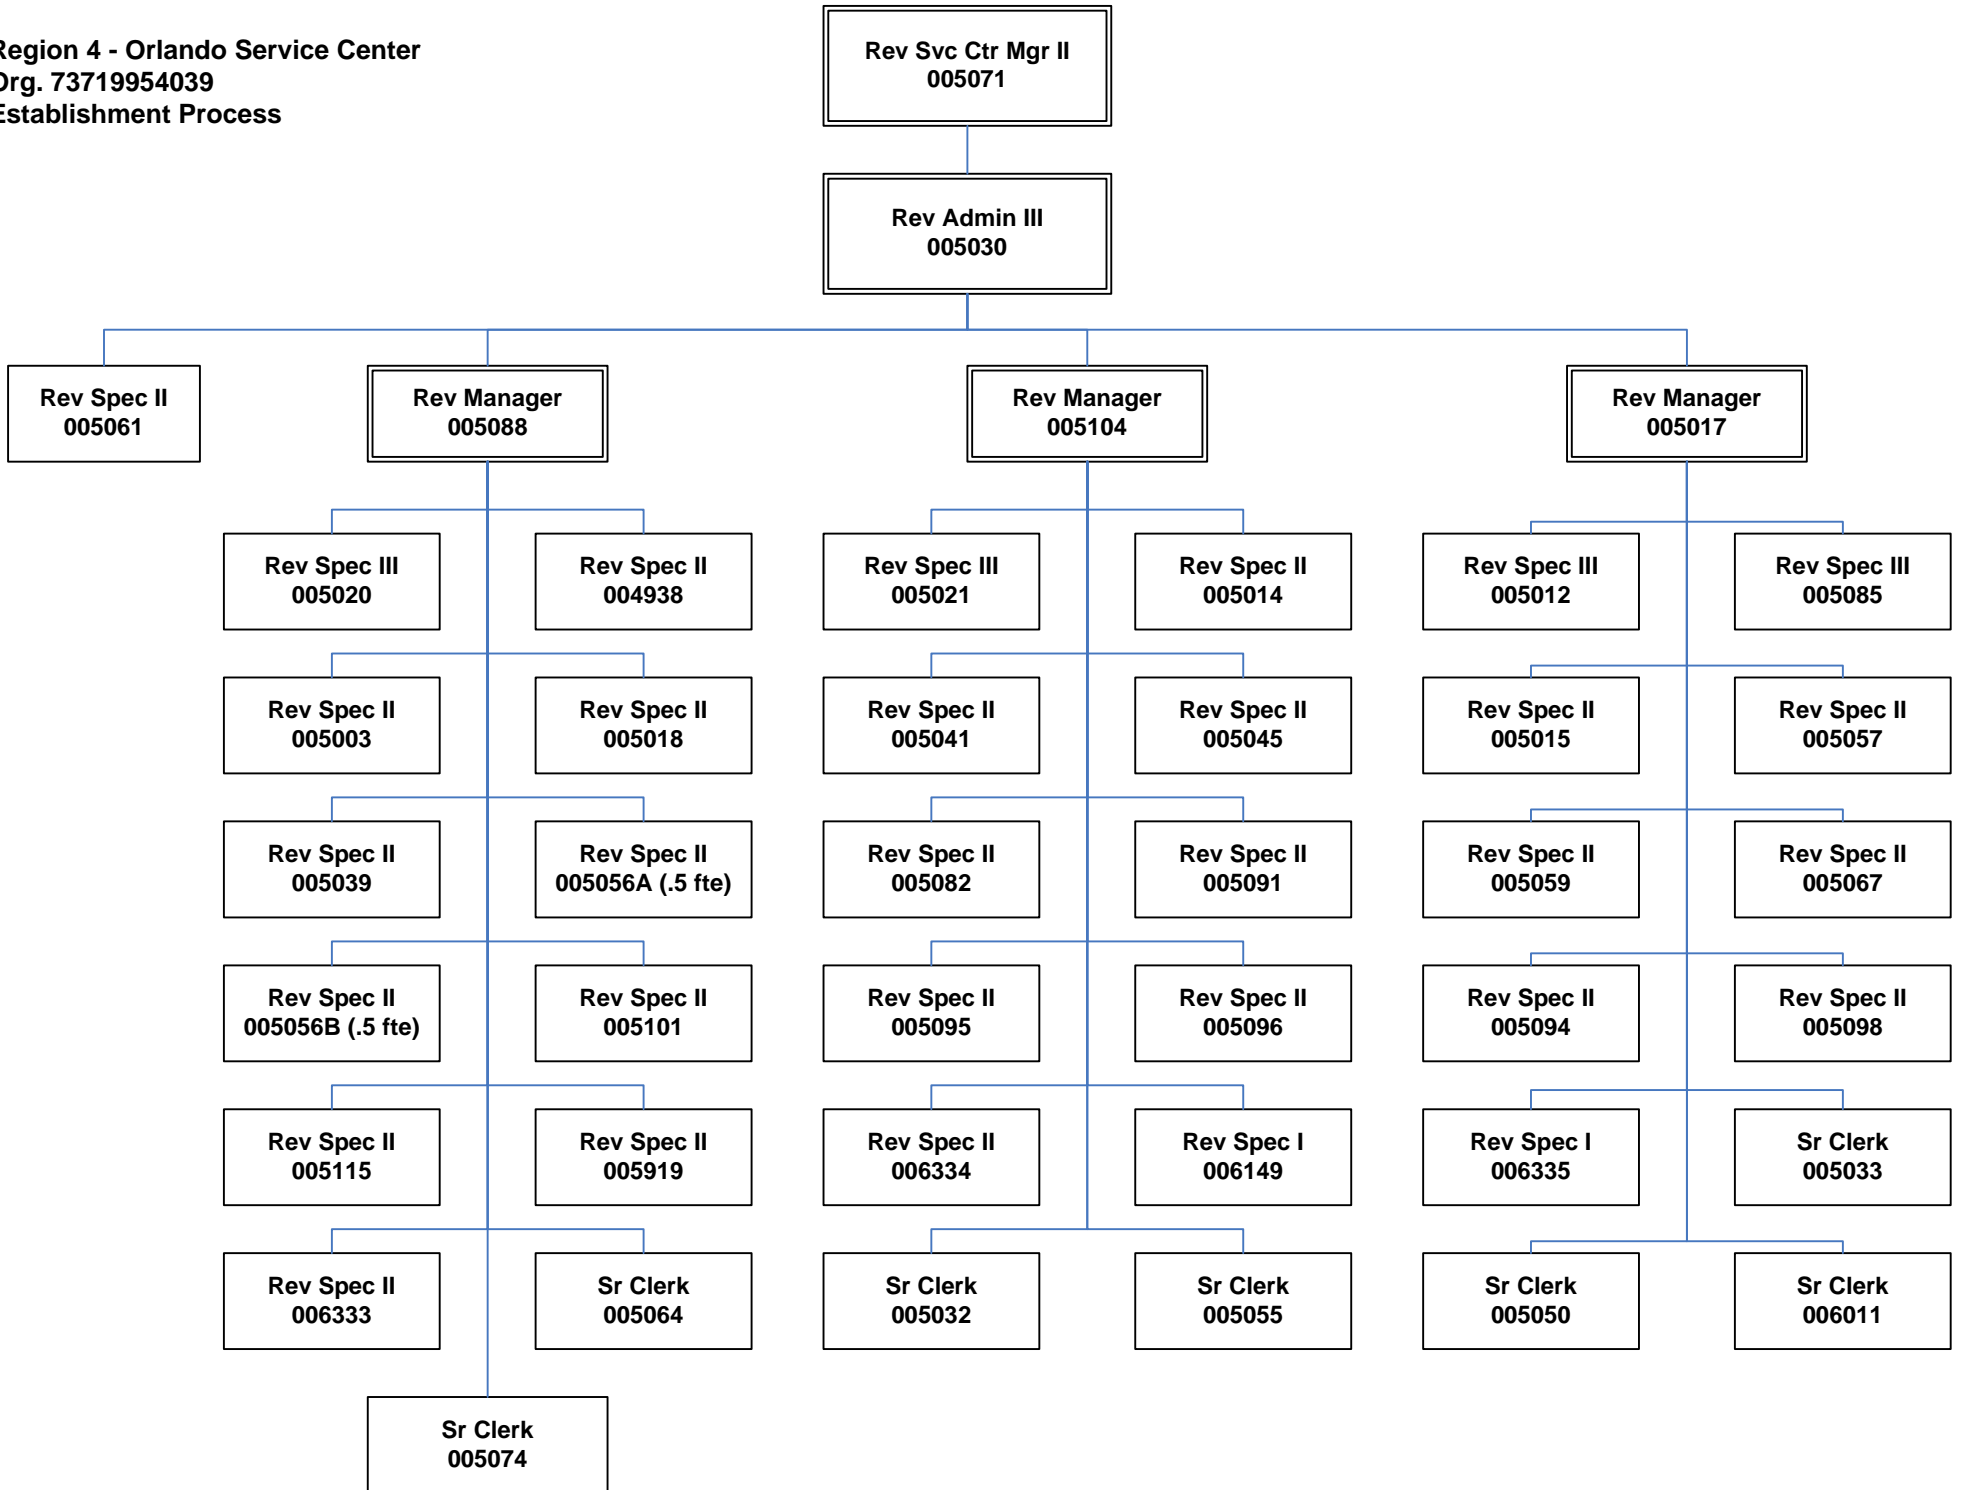 Region 4 - Orlando Service Center
Org. 73719954039
Establishment Process
Rev Svc Ctr Mgr II
005071
Rev Admin III
005030
Rev Spec II
005061
Rev Manager
005088
Rev Manager
005104
Rev Manager
005017
Rev Spec III
005020
Rev Spec II
004938
Rev Spec III
005021
Rev Spec II
005014
Rev Spec III
005012
Rev Spec III
005085
Rev Spec II
005003
Rev Spec II
005018
Rev Spec II
005041
Rev Spec II
005045
Rev Spec II
005015
Rev Spec II
005057
Rev Spec II
005039
Rev Spec II
005056A (.5 fte)
Rev Spec II
005082
Rev Spec II
005091
Rev Spec II
005059
Rev Spec II
005067
Rev Spec II
005056B (.5 fte)
Rev Spec II
005101
Rev Spec II
005095
Rev Spec II
005096
Rev Spec II
005094
Rev Spec II
005098
Rev Spec II
005115
Rev Spec II
005919
Rev Spec II
006334
Rev Spec I
006149
Rev Spec I
006335
Sr Clerk
005033
Rev Spec II
006333
Sr Clerk
005064
Sr Clerk
005032
Sr Clerk
005055
Sr Clerk
005050
Sr Clerk
006011
Sr Clerk
005074